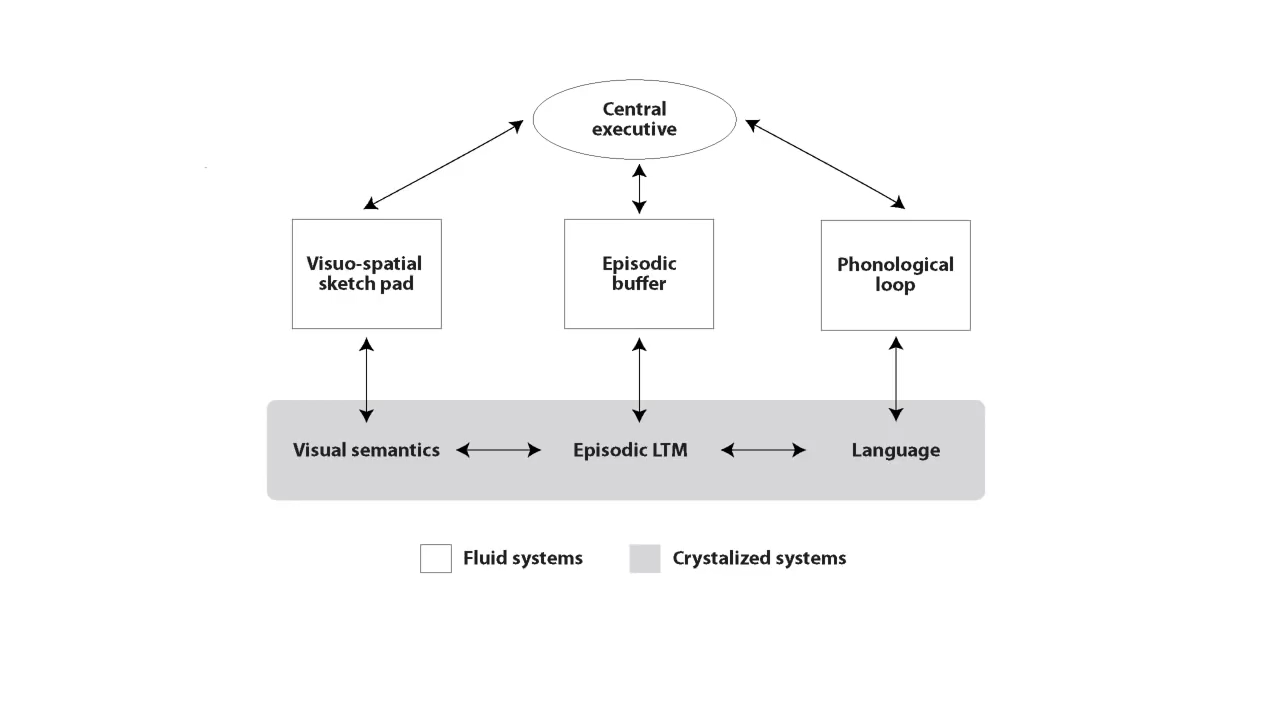 Central
executive
Visuo-spatial
sketch pad
Episodic
buffer
Phonological
loop
Visual semantics
Episodic LTM
Language
Fluid systems
Crystalized systems